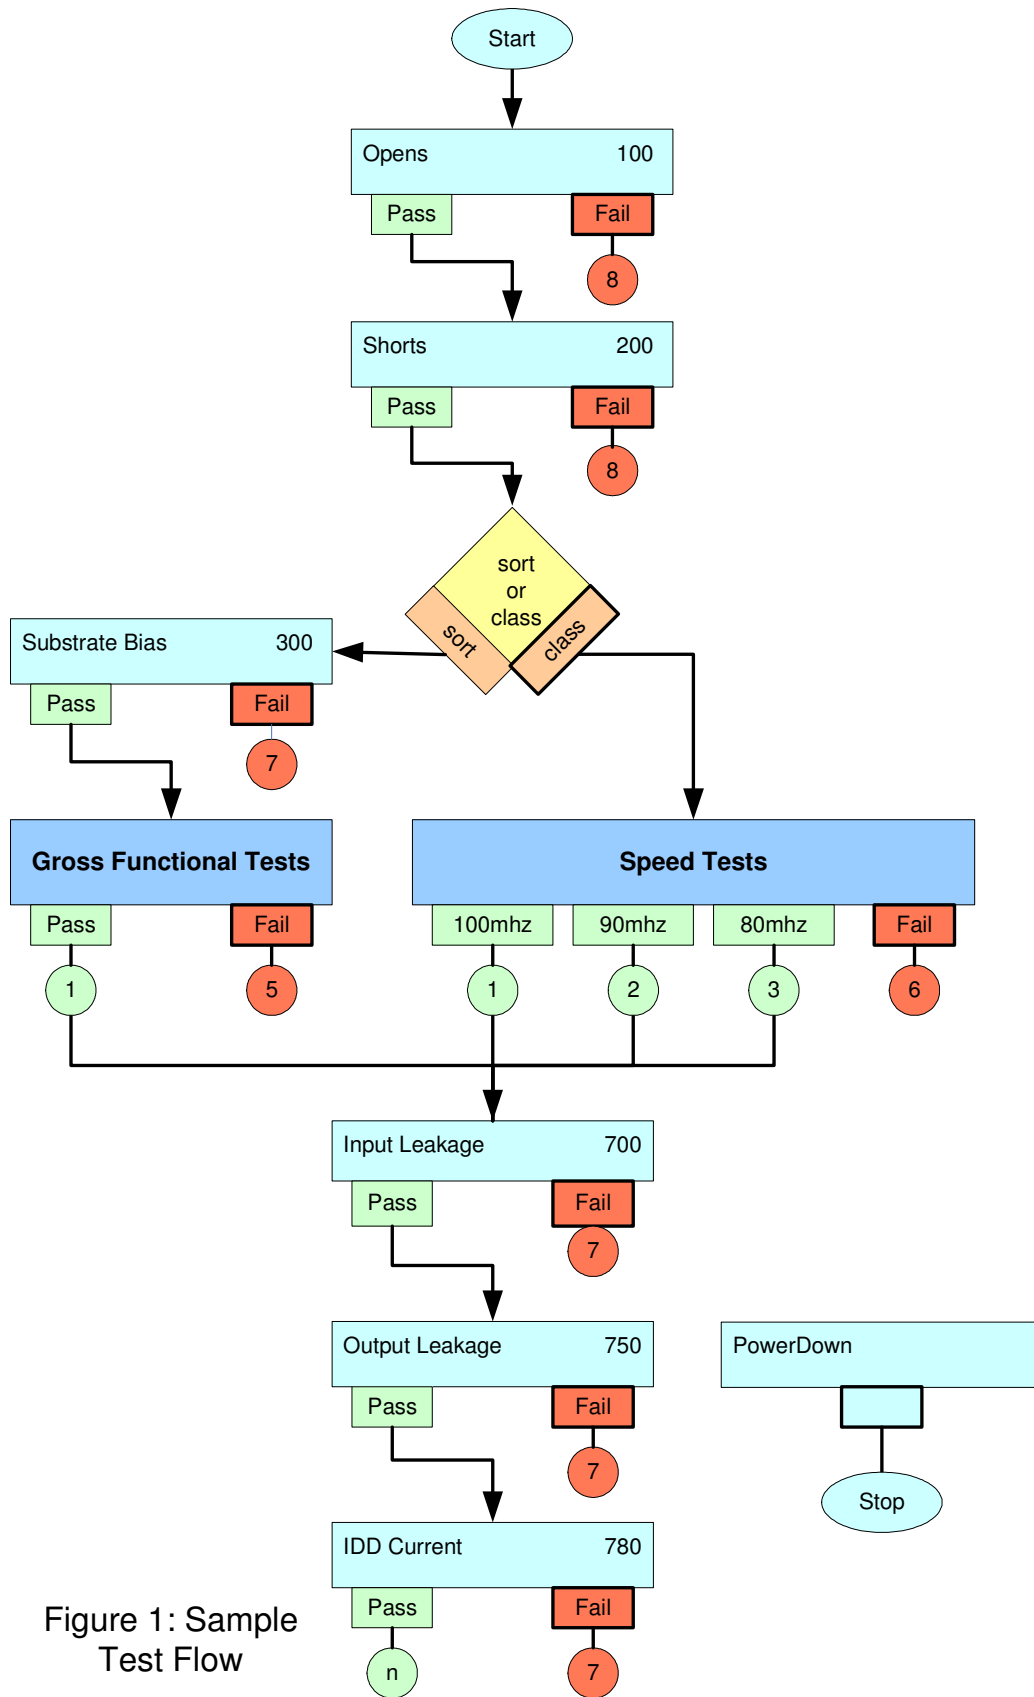 Start
Opens 100
Pass Fail
8
Shorts 200
Pass Fail
8
sort
or
class
sort class
Substrate Bias 300
Pass Fail
7
Gross Functional Tests
Pass Fail
1 5
Speed Tests
100mhz 90mhz 80mhz Fail
1 2 3 6
Input Leakage 700
Pass Fail
7
Output Leakage 750
Pass Fail
7
PowerDown
Stop
IDD Current 780
Pass Fail
n 7
Figure 1: Sample
Test Flow